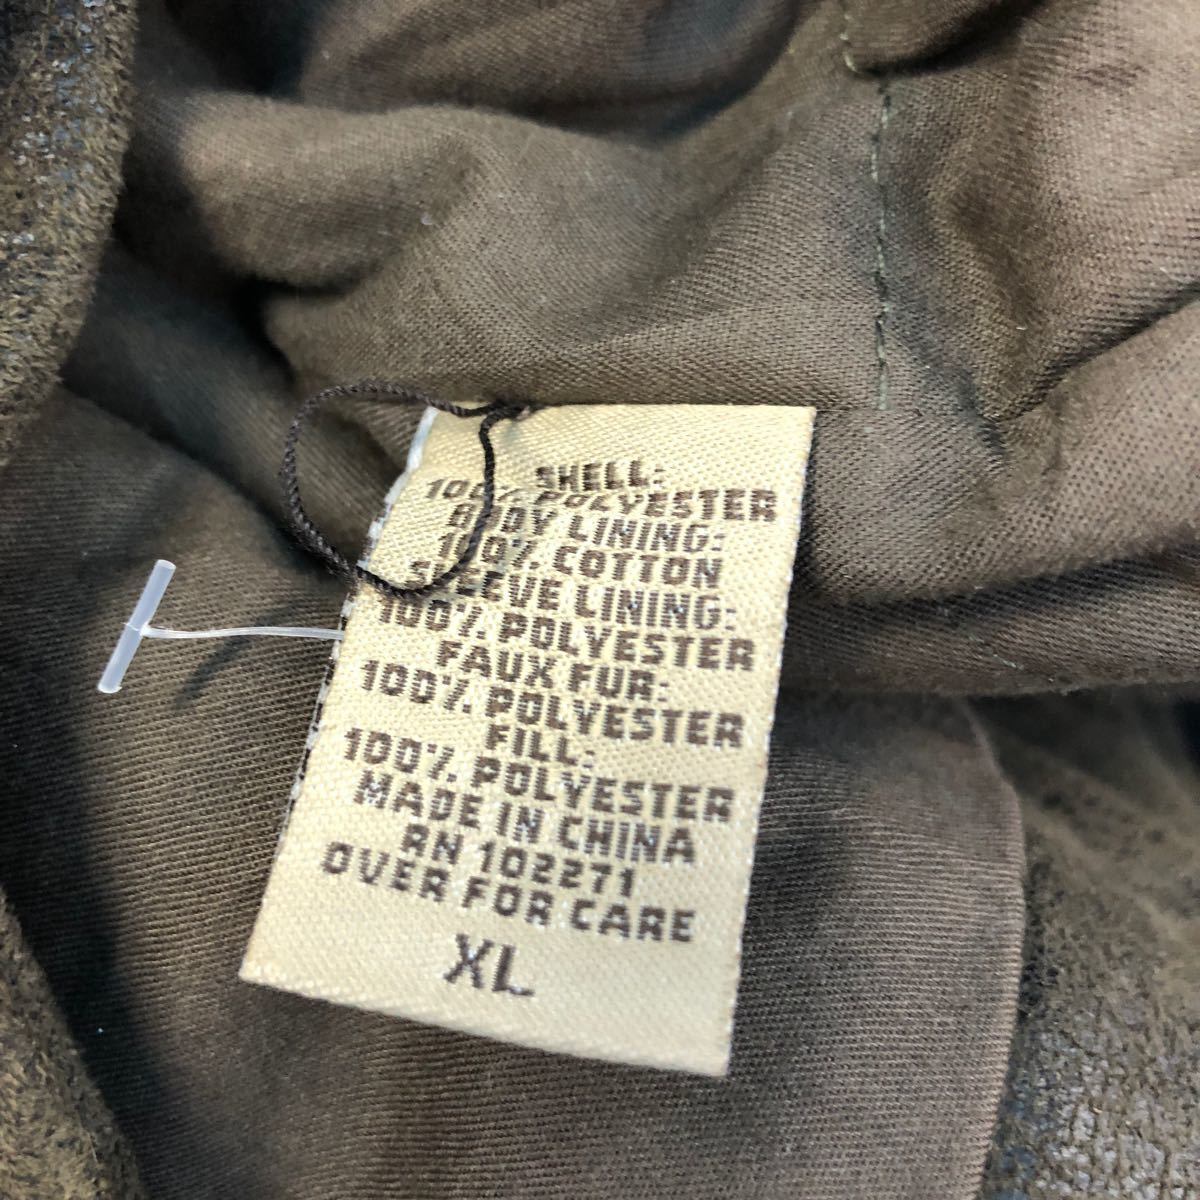 SHELL:
100% POLYESTER
BODY LINING:
100% COTTON
SLEEVE LINING:
100% POLYESTER
FAUX FUR:
100% POLYESTER
FILL:
100% POLYESTER
MADE IN CHINA
RN 102271
OVER FOR CARE
XL